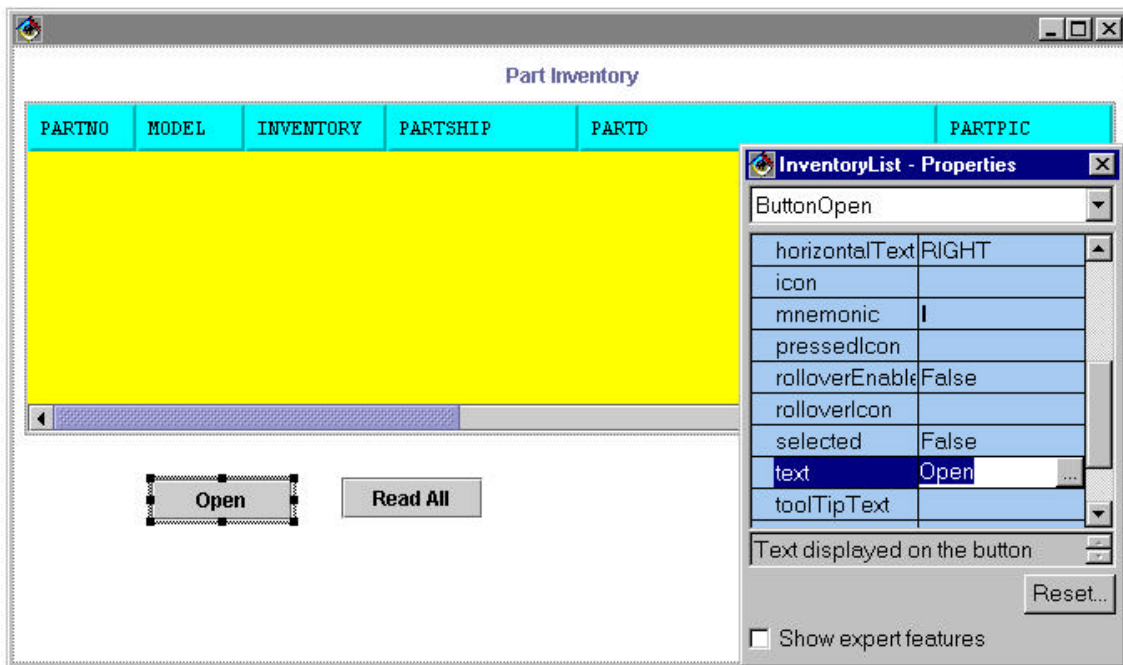 Part Inventory
PARTNO MODEL INVENTORY PARTSHIP PARTD PARTPIC
InventoryList - Properties
ButtonOpen
horizontalText RIGHT
icon
mnemonic
pressedIcon
rolloverEnable False
rolloverIcon
selected False
text Open ...
toolTipText
Text displayed on the button
Reset...
Show expert features
Open Read All